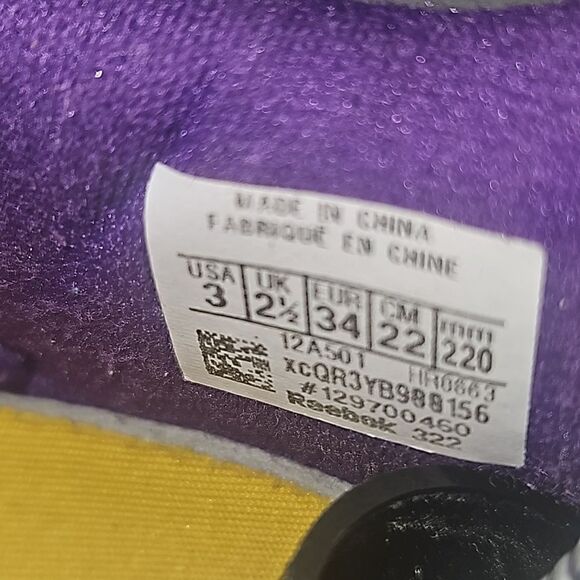 MADE IN CHINA
FABRIQUÉ EN CHINE
USA UK EUR CM mm
3 2½ 34 22 220
12A501 HR0663
XcQR3YB988156
#129700460
Reebok 322